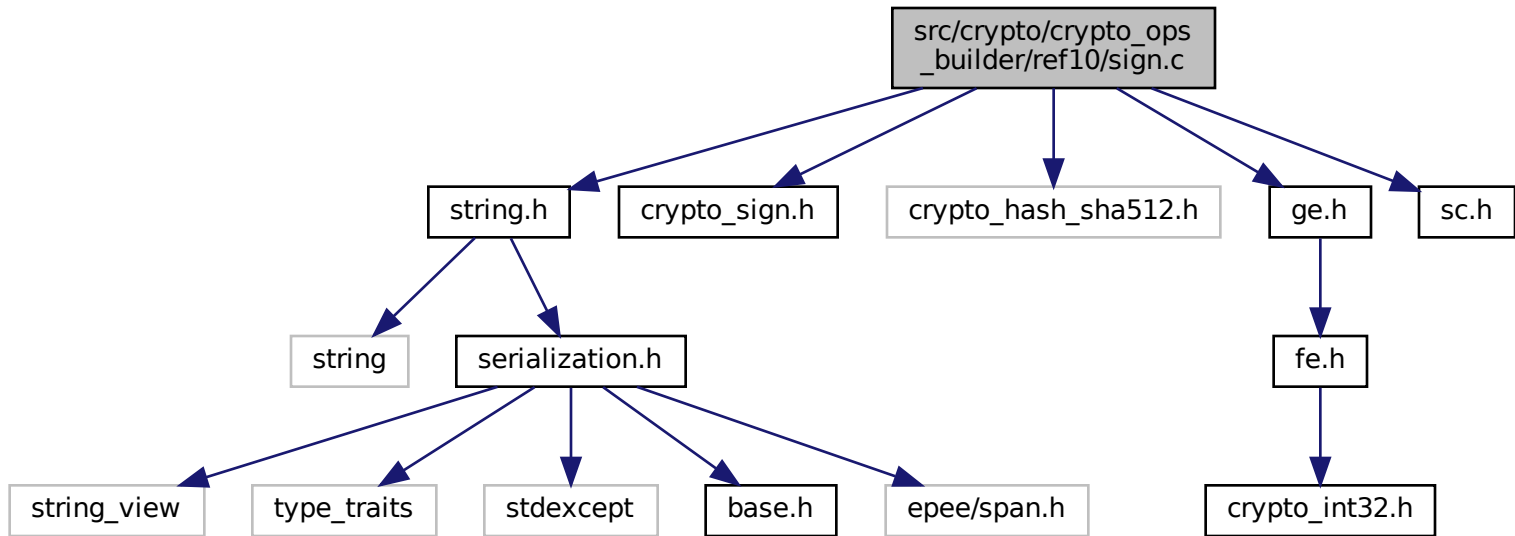 src/crypto/crypto_ops
_builder/ref10/sign.c
string.h
crypto_sign.h
crypto_hash_sha512.h
ge.h
sc.h
string
serialization.h
fe.h
string_view
type_traits
stdexcept
base.h
epee/span.h
crypto_int32.h